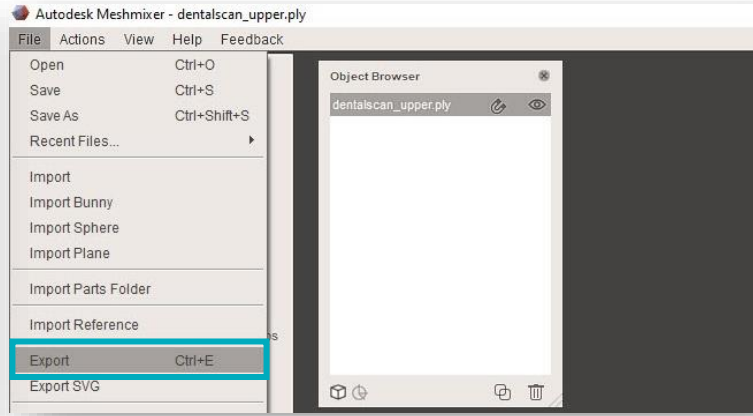 Autodesk Meshmixer - dentalscan_upper.ply
File Actions View Help Feedback
Open Ctrl+O
Save Ctrl+S
Save As Ctrl+Shift+S
Recent Files...
Import
Import Bunny
Import Sphere
Import Plane
Import Parts Folder
Import Reference
Export Ctrl+E
Export SVG
Object Browser
dentalscan_upper.ply